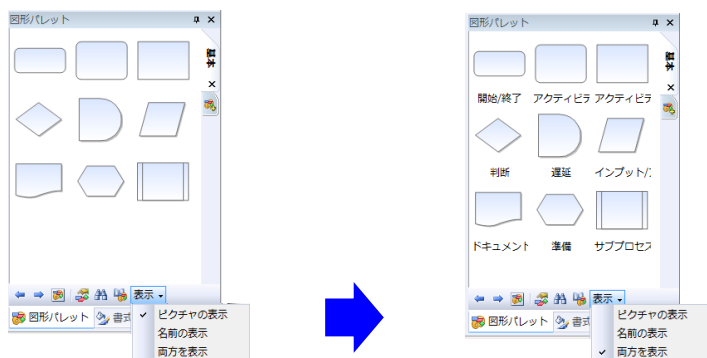 図形パレット
基本
表示
図形パレット
書式
ピクチャの表示
名前の表示
両方を表示
図形パレット
基本
開始/終了
アクティビテ
アクティビテ
判断
遅延
インプット/
ドキュメント
準備
サブプロセス
表示
図形パレット
書式
ピクチャの表示
名前の表示
両方を表示